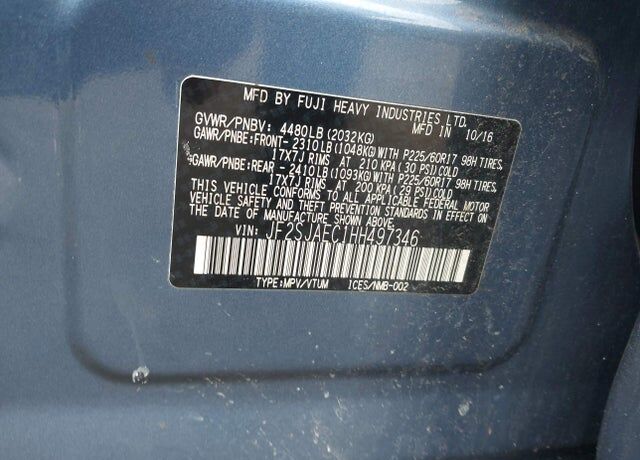 MFD BY FUJI HEAVY INDUSTRIES LTD.
GVWR/PNBV: 4480LB(2032KG) MFD IN 10/16
GAWR/PNBE:FRONT- 2310LB(1048KG)WITH P225/60R17 98H TIRES,
17X7J RIMS AT 210 KPA(30 PSI)COLD
GAWR/PNBE:REAR - 2410LB(1093KG)WITH P225/60R17 98H TIRES,
17X7J RIMS AT 200 KPA(29 PSI)COLD
THIS VEHICLE CONFORMS TO ALL APPLICABLE FEDERAL MOTOR
VEHICLE SAFETY AND THEFT PREVENTION STANDARDS IN EFFECT ON
THE DATE OF MANUFACTURE SHOWN ABOVE.
VIN: JF2SJAEC1HH497346
TYPE:MPV/VTUM ICES/NMB-002